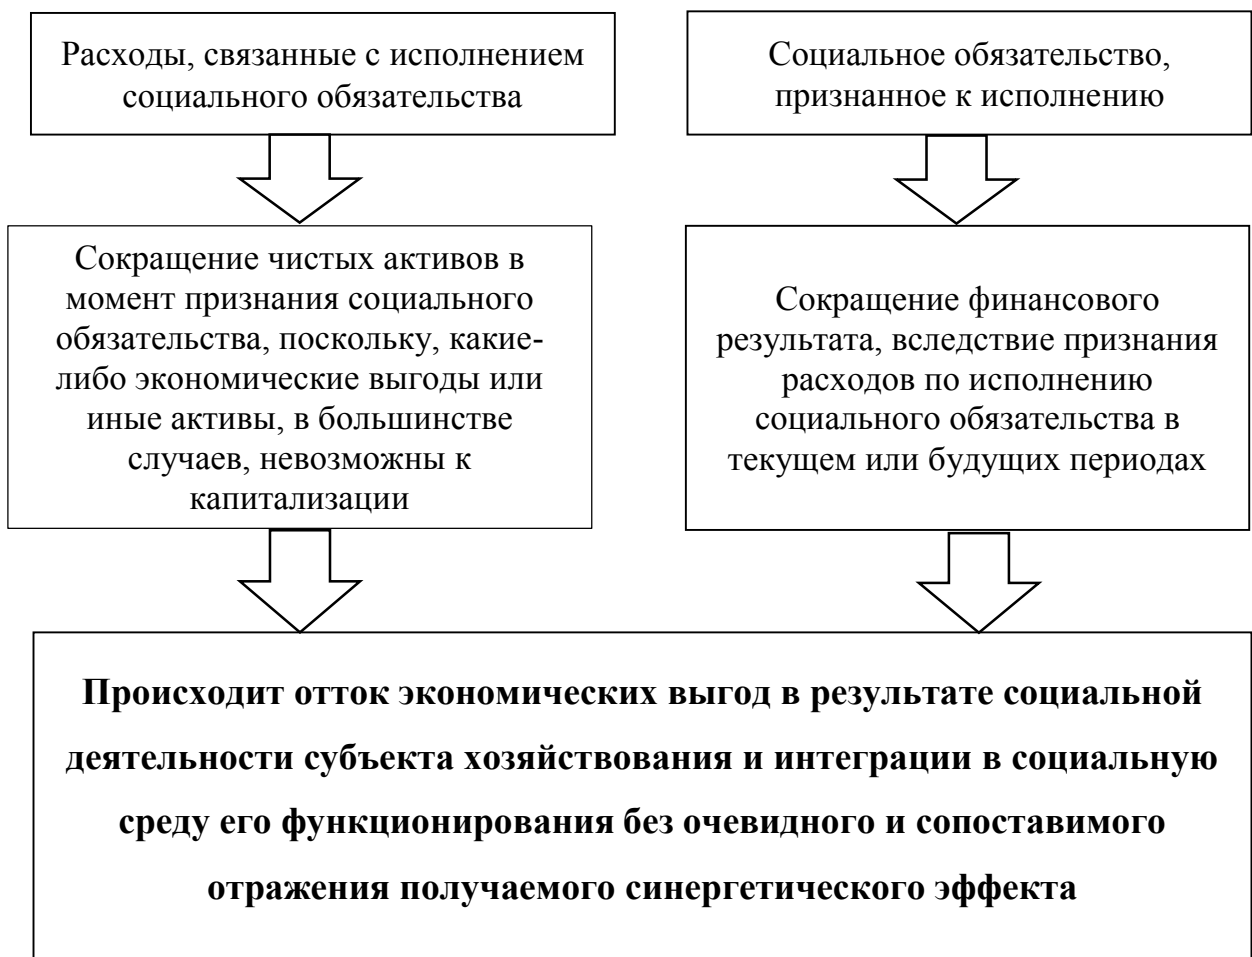 Расходы, связанные с исполнением
социального обязательства
Социальное обязательство,
признанное к исполнению
Сокращение чистых активов в
момент признания социального
обязательства, поскольку, какие-
либо экономические выгоды или
иные активы, в большинстве
случаев, невозможны к
капитализации
Сокращение финансового
результата, вследствие признания
расходов по исполнению
социального обязательства в
текущем или будущих периодах
Происходит отток экономических выгод в результате социальной
деятельности субъекта хозяйствования и интеграции в социальную
среду его функционирования без очевидного и сопоставимого
отражения получаемого синергетического эффекта